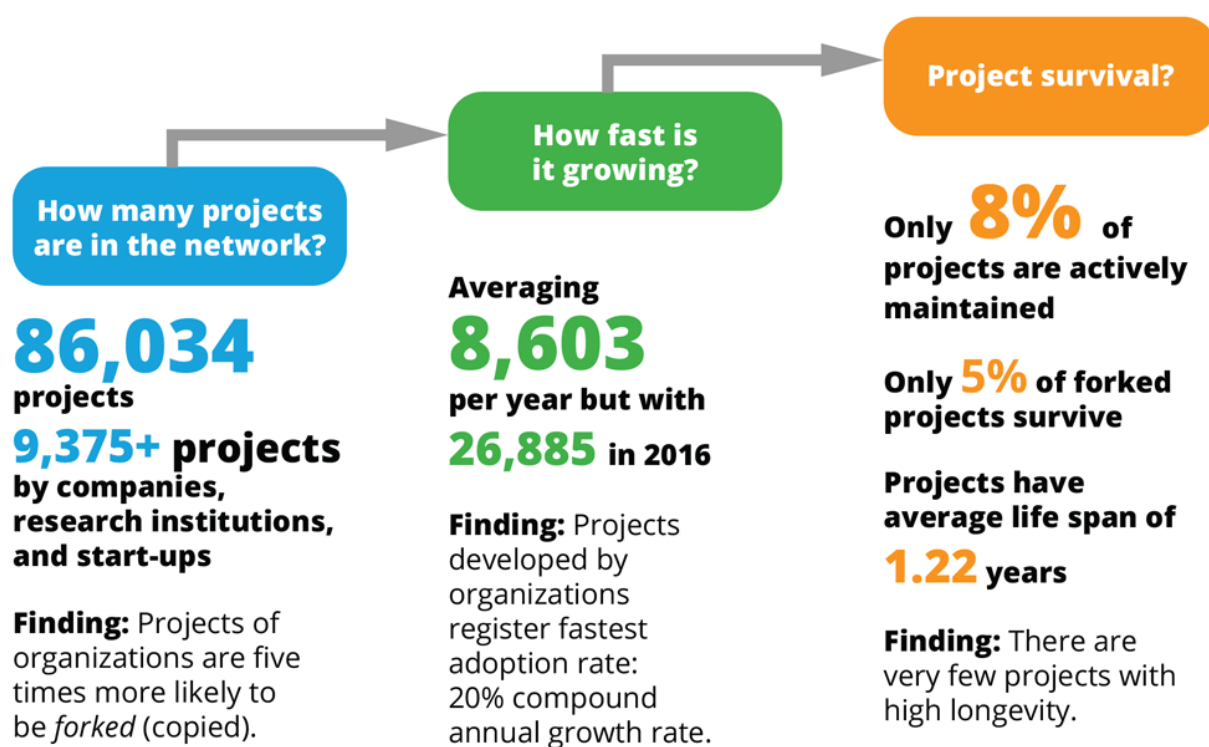 How many projects
are in the network?
86,034
projects
9,375+ projects
by companies,
research institutions,
and start-ups
Finding: Projects of
organizations are five
times more likely to
be forked (copied).
How fast is
it growing?
Averaging
8,603
per year but with
26,885 in 2016
Finding: Projects
developed by
organizations
register fastest
adoption rate:
20% compound
annual growth rate.
Project survival?
Only 8% of
projects are actively
maintained
Only 5% of forked
projects survive
Projects have
average life span of
1.22 years
Finding: There are
very few projects with
high longevity.